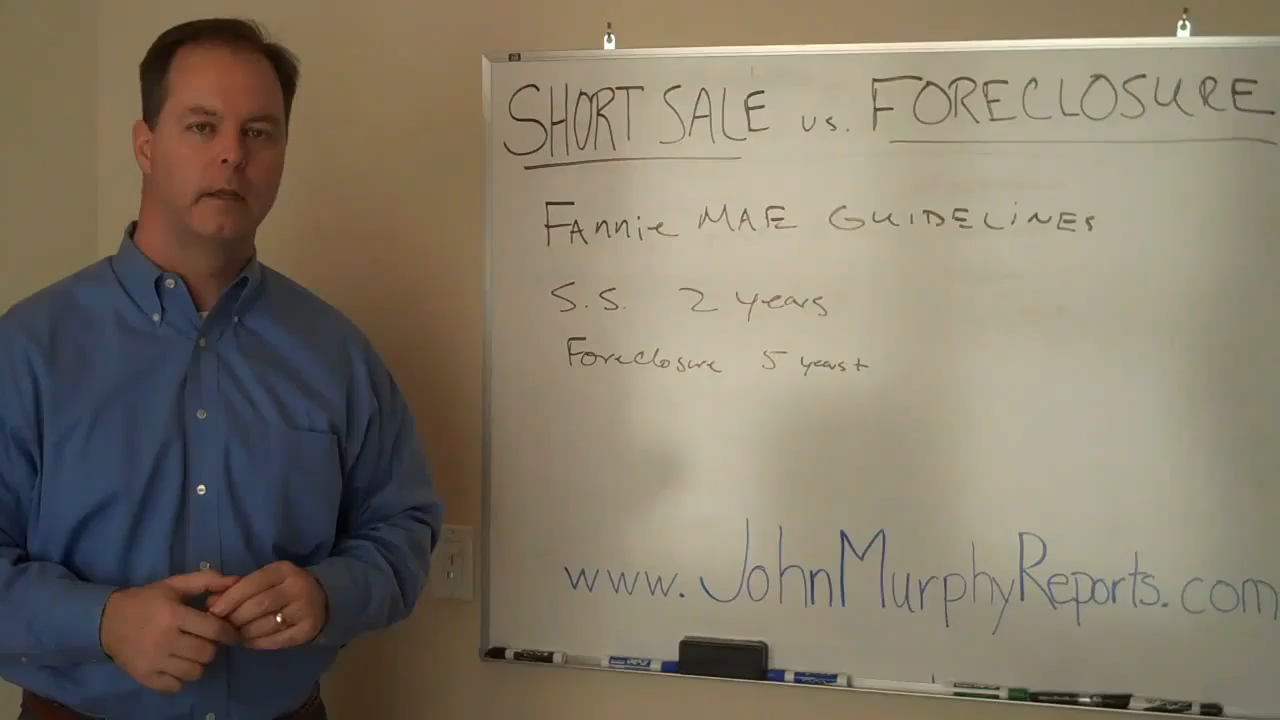 SHORT SALE vs. FORECLOSURE
FANNiE MAE GUIDELiNES
S.S. 2 years
Foreclosure 5 years+
www.JohnMurphyReports.com